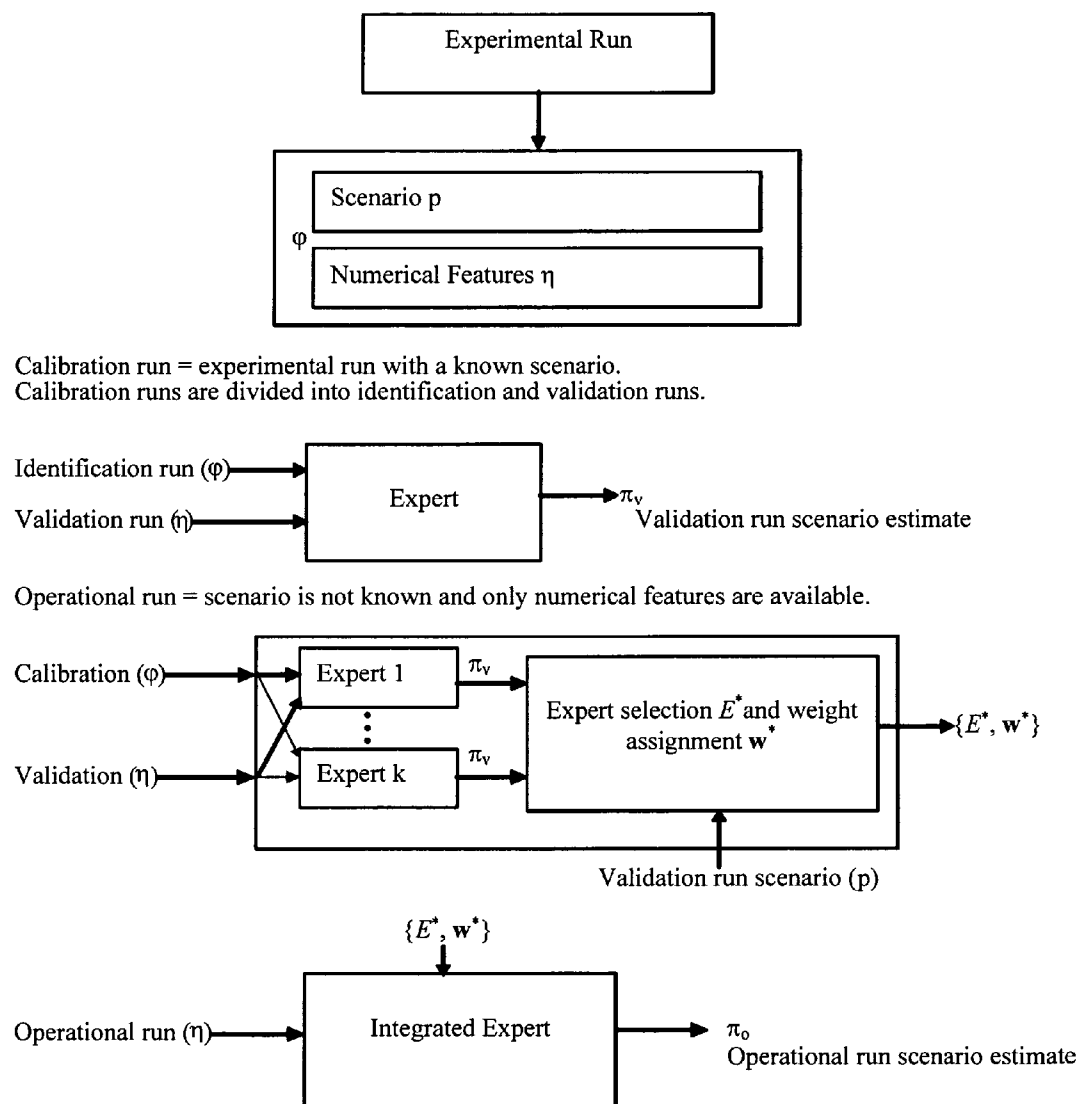 Experimental Run
Scenario p
φ
Numerical Features η
Calibration run = experimental run with a known scenario.
Calibration runs are divided into identification and validation runs.
Identification run (φ)
Validation run (η)
Expert
πv
Validation run scenario estimate
Operational run = scenario is not known and only numerical features are available.
Calibration (φ)
Validation (η)
Expert 1
πv
Expert k
πv
Expert selection E* and weight
assignment w*
{E*, w*}
Validation run scenario (p)
{E*, w*}
Operational run (η)
Integrated Expert
πo
Operational run scenario estimate